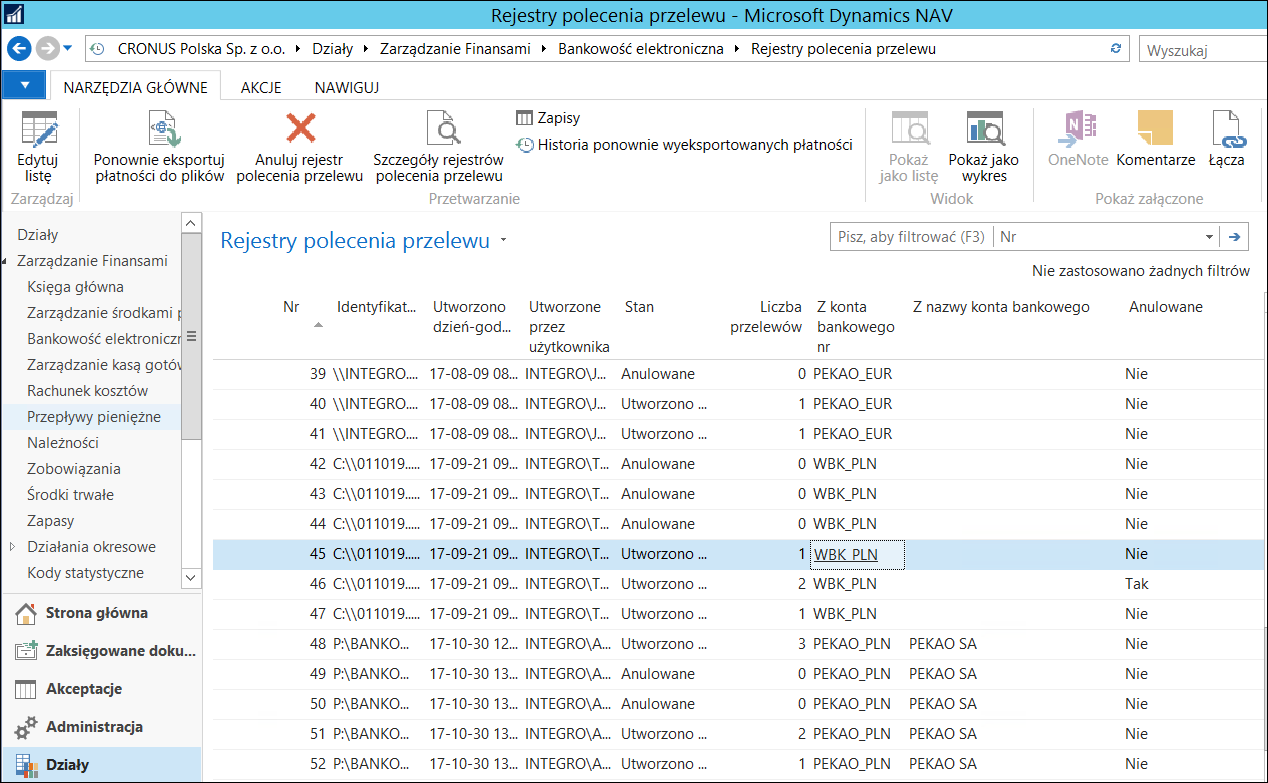 Rejestry polecenia przelewu - Microsoft Dynamics NAV
CRONUS Polska Sp. z o.o. Działy Zarządzanie Finansami Bankowość elektroniczna Rejestry polecenia przelewu
Wyszukaj
NARZĘDZIA GŁÓWNE AKCJE NAWIGUJ
Edytuj listę
Zarządzaj
Ponownie eksportuj płatności do plików
Anuluj rejestr polecenia przelewu
Szczegóły rejestrów polecenia przelewu
Zapisy
Historia ponownie wyeksportowanych płatności
Przetwarzanie
Pokaż jako listę
Pokaż jako wykres
Widok
OneNote
Komentarze
Łącza
Pokaż załączone
Działy
Zarządzanie Finansami
Księga główna
Zarządzanie środkami p
Bankowość elektroniczn
Zarządzanie kasą gotów
Rachunek kosztów
Przepływy pieniężne
Należności
Zobowiązania
Środki trwałe
Zapasy
Działania okresowe
Kody statystyczne
Strona główna
Zaksięgowane doku...
Akceptacje
Administracja
Działy
Rejestry polecenia przelewu
Pisz, aby filtrować (F3) Nr
Nie zastosowano żadnych filtrów
Nr Identyfikat... Utworzono dzień-god... Utworzone przez użytkownika Stan Liczba przelewów Z konta bankowego nr Z nazwy konta bankowego Anulowane
39 \\INTEGRO.... 17-08-09 08... INTEGRO\J... Anulowane 0 PEKAO_EUR Nie
40 \\INTEGRO.... 17-08-09 08... INTEGRO\J... Utworzono ... 1 PEKAO_EUR Nie
41 \\INTEGRO.... 17-08-09 08... INTEGRO\J... Utworzono ... 1 PEKAO_EUR Nie
42 C:\\011019..... 17-09-21 09... INTEGRO\T... Anulowane 0 WBK_PLN Nie
43 C:\\011019..... 17-09-21 09... INTEGRO\T... Anulowane 0 WBK_PLN Nie
44 C:\\011019..... 17-09-21 09... INTEGRO\T... Anulowane 0 WBK_PLN Nie
45 C:\\011019..... 17-09-21 09... INTEGRO\T... Utworzono ... 1 WBK_PLN Nie
46 C:\\011019..... 17-09-21 09... INTEGRO\T... Utworzono ... 2 WBK_PLN Tak
47 C:\\011019..... 17-09-21 09... INTEGRO\T... Utworzono ... 1 WBK_PLN Nie
48 P:\BANKO... 17-10-30 12... INTEGRO\A... Utworzono ... 3 PEKAO_PLN PEKAO SA Nie
49 P:\BANKO... 17-10-30 13... INTEGRO\A... Anulowane 0 PEKAO_PLN PEKAO SA Nie
50 P:\BANKO... 17-10-30 13... INTEGRO\A... Anulowane 0 PEKAO_PLN PEKAO SA Nie
51 P:\BANKO... 17-10-30 13... INTEGRO\A... Utworzono ... 2 PEKAO_PLN PEKAO SA Nie
52 P:\BANKO... 17-10-30 13... INTEGRO\A... Utworzono ... 1 PEKAO_PLN PEKAO SA Nie